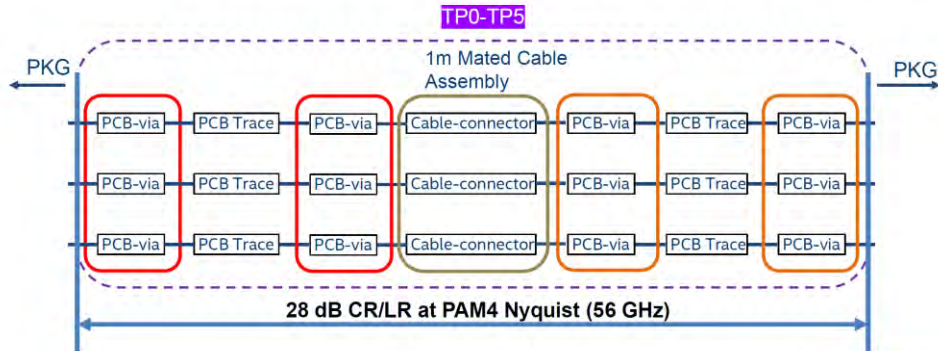 TP0-TP5
PKG
1m Mated Cable
Assembly
PKG
PCB-via PCB Trace PCB-via Cable-connector PCB-via PCB Trace PCB-via
PCB-via PCB Trace PCB-via Cable-connector PCB-via PCB Trace PCB-via
PCB-via PCB Trace PCB-via Cable-connector PCB-via PCB Trace PCB-via
28 dB CR/LR at PAM4 Nyquist (56 GHz)